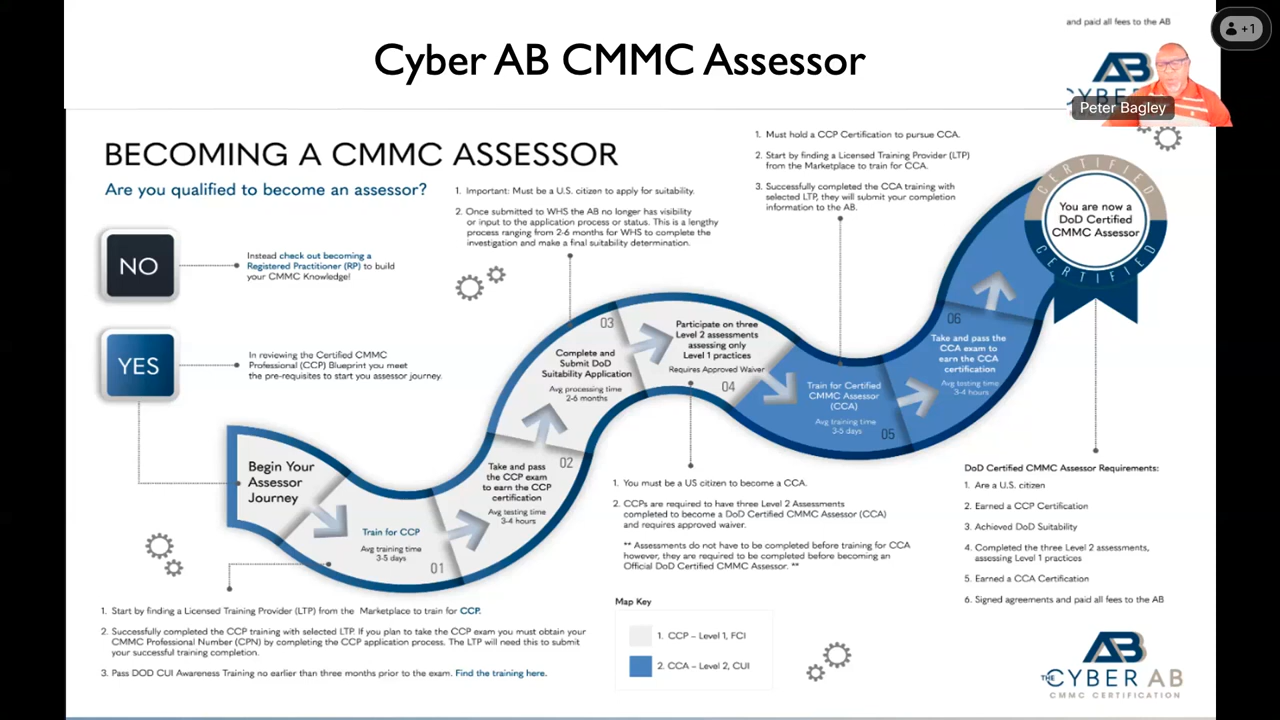 and paid all fees to the AB
+1
Cyber AB CMMC Assessor
AB
CYBER
Peter Bagley
BECOMING A CMMC ASSESSOR
Are you qualified to become an assessor?
NO
Instead check out becoming a
Registered Practitioner (RP) to build
your CMMC Knowledge!
YES
In reviewing the Certified CMMC
Professional (CCP) Blueprint you meet
the pre-requisites to start you assessor journey.
1. Important: Must be a U.S. citizen to apply for suitability.
2. Once submitted to WHS the AB no longer has visibility
or input to the application process or status. This is a lengthy
process ranging from 2-6 months for WHS to complete the
investigation and make a final suitability determination.
1. Must hold a CCP Certification to pursue CCA.
2. Start by finding a Licensed Training Provider (LTP)
from the Marketplace to train for CCA.
3. Successfully completed the CCA training with
selected LTP, they will submit your completion
information to the AB.
CERTIFIED
You are now a
DoD Certified
CMMC Assessor
CERTIFIED
Begin Your
Assessor
Journey
Train for CCP
Avg training time
3-5 days
01
Take and pass
the CCP exam
to earn the CCP
certification
Avg testing time
3-4 hours
02
03
Complete and
Submit DoD
Suitability Application
Avg processing time
2-6 months
Participate on three
Level 2 assessments
assessing only
Level 1 practices
Requires Approved Waiver
04
Train for Certified
CMMC Assessor
(CCA)
Avg training time
3-5 days
05
06
Take and pass the
CCA exam to
earn the CCA
certification
Avg testing time
3-4 hours
1. You must be a US citizen to become a CCA.
2. CCPs are required to have three Level 2 Assessments
completed to become a DoD Certified CMMC Assessor (CCA)
and requires approved waiver.
** Assessments do not have to be completed before training for CCA
however, they are required to be completed before becoming an
Official DoD Certified CMMC Assessor. **
DoD Certified CMMC Assessor Requirements:
1. Are a U.S. citizen
2. Earned a CCP Certification
3. Achieved DoD Suitability
4. Completed the three Level 2 assessments,
assessing Level 1 practices
5. Earned a CCA Certification
6. Signed agreements and paid all fees to the AB
1. Start by finding a Licensed Training Provider (LTP) from the Marketplace to train for CCP.
2. Successfully completed the CCP training with selected LTP. If you plan to take the CCP exam you must obtain your
CMMC Professional Number (CPN) by completing the CCP application process. The LTP will need this to submit
your successful training completion.
3. Pass DOD CUI Awareness Training no earlier than three months prior to the exam. Find the training here.
Map Key
1. CCP – Level 1, FCI
2. CCA – Level 2, CUI
AB
THE CYBER AB
CMMC CERTIFICATION